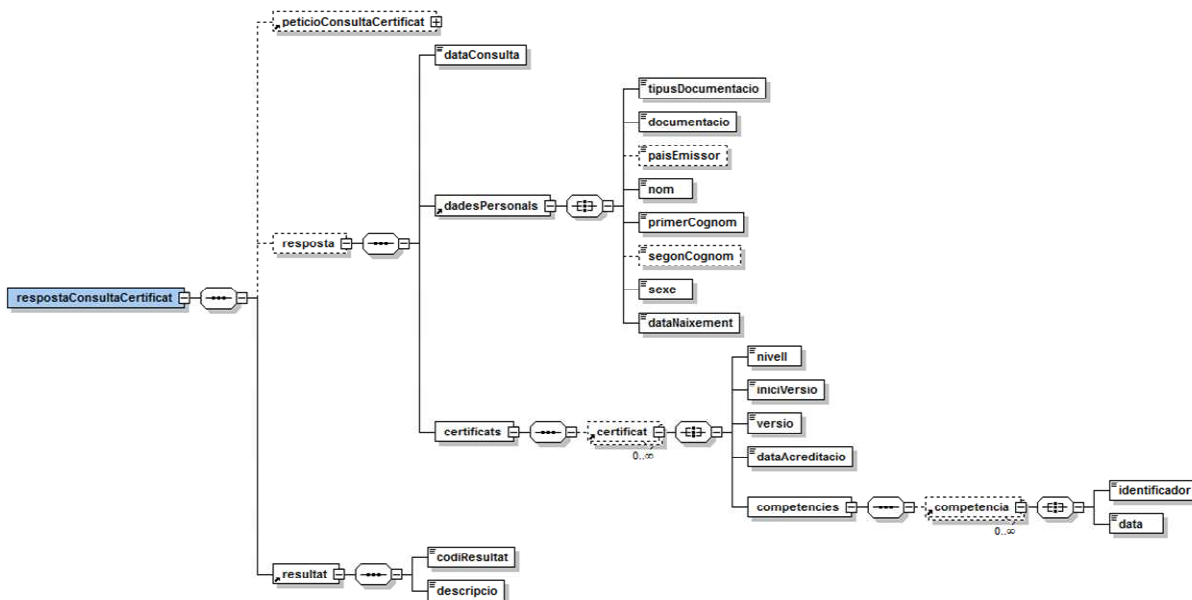 peticioConsultaCertificat
dataConsulta
tipusDocumentacio
documentacio
paisEmissor
nom
dadesPersonals
primerCognom
resposta
segonCognom
sexe
respostaConsultaCertificat
dataNaixement
nivell
iniciVersio
versio
certificats
certificat
0..∞
dataAcreditacio
competencies
competencia
0..∞
identificador
data
codiResultat
resultat
descripcio